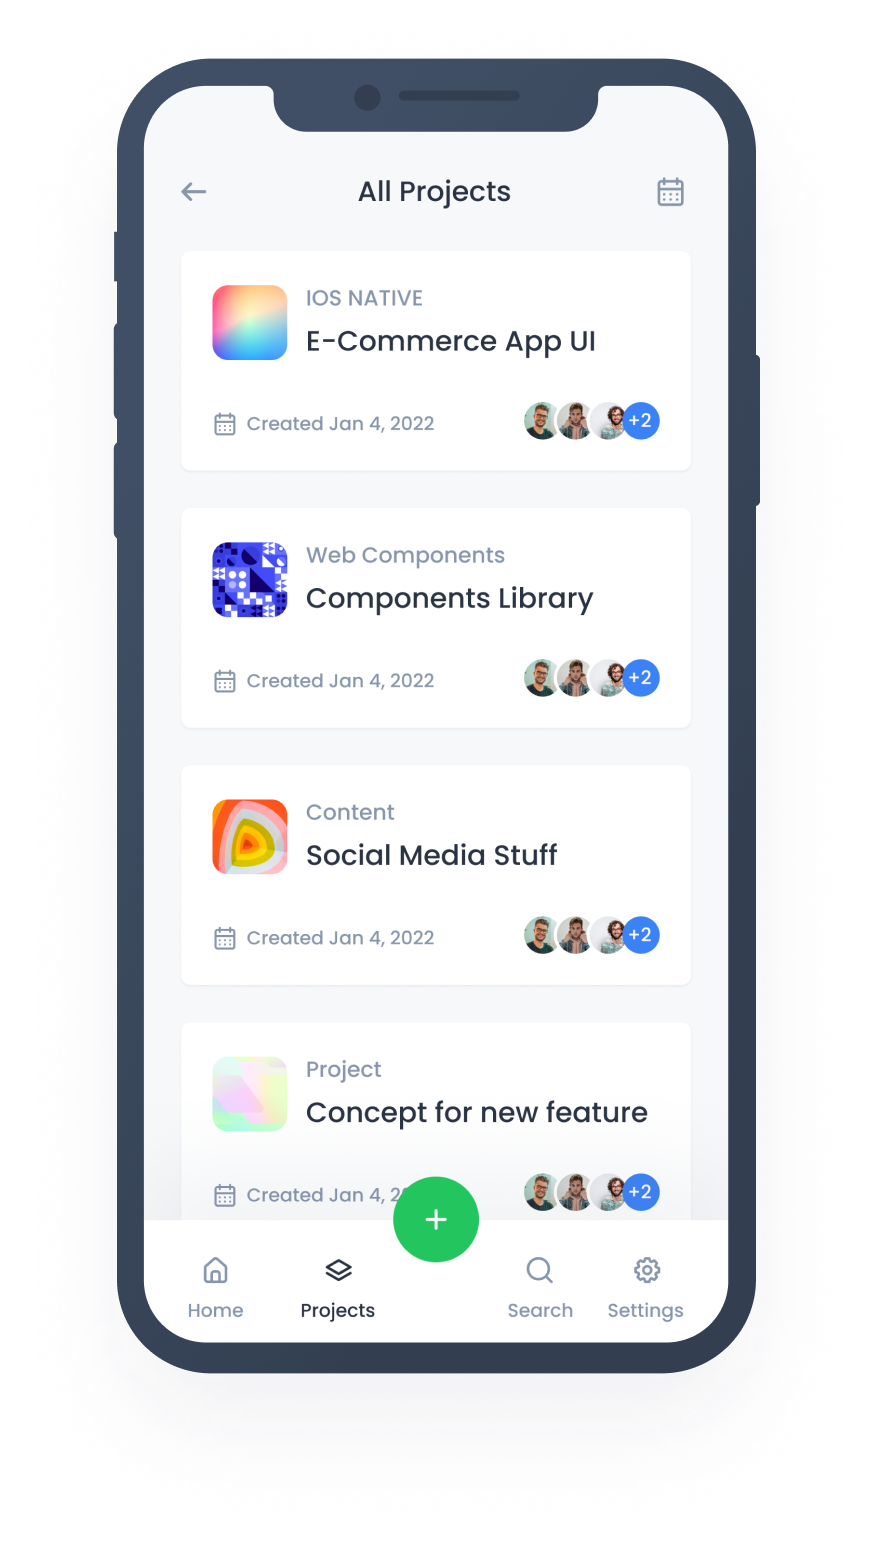 All Projects
IOS NATIVE
E-Commerce App UI
Created Jan 4, 2022
+2
Web Components
Components Library
Created Jan 4, 2022
+2
Content
Social Media Stuff
Created Jan 4, 2022
+2
Project
Concept for new feature
Created Jan 4,
+2
+
Home
Projects
Search
Settings